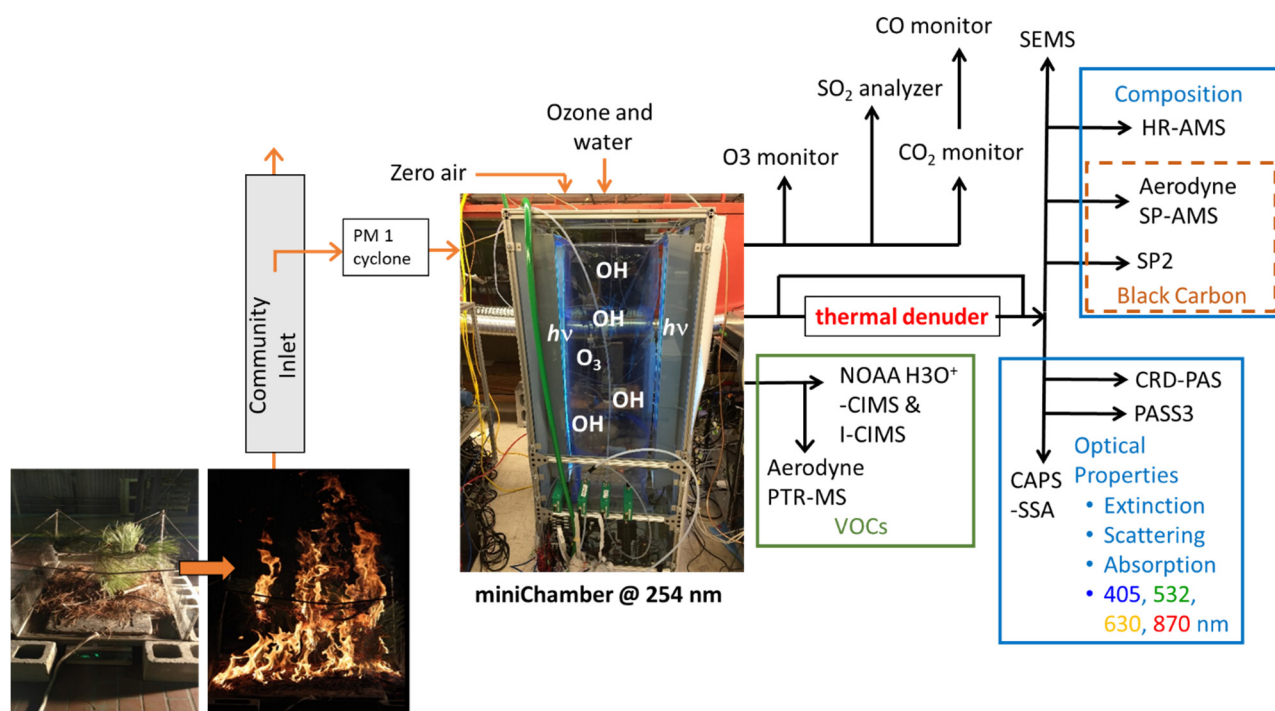 CO monitor
SEMS
SO₂ analyzer
Composition
Ozone and
water
HR-AMS
O3 monitor
CO₂ monitor
Zero air
Aerodyne
SP-AMS
PM 1
cyclone
SP2
Black Carbon
Community
Inlet
OH
OH
hν
hν
O₃
OH
OH
thermal denuder
NOAA H3O⁺
-CIMS &
I-CIMS
CRD-PAS
PASS3
Aerodyne
PTR-MS
VOCs
CAPS
-SSA
Optical
Properties
• Extinction
• Scattering
• Absorption
• 405, 532,
630, 870 nm
miniChamber @ 254 nm